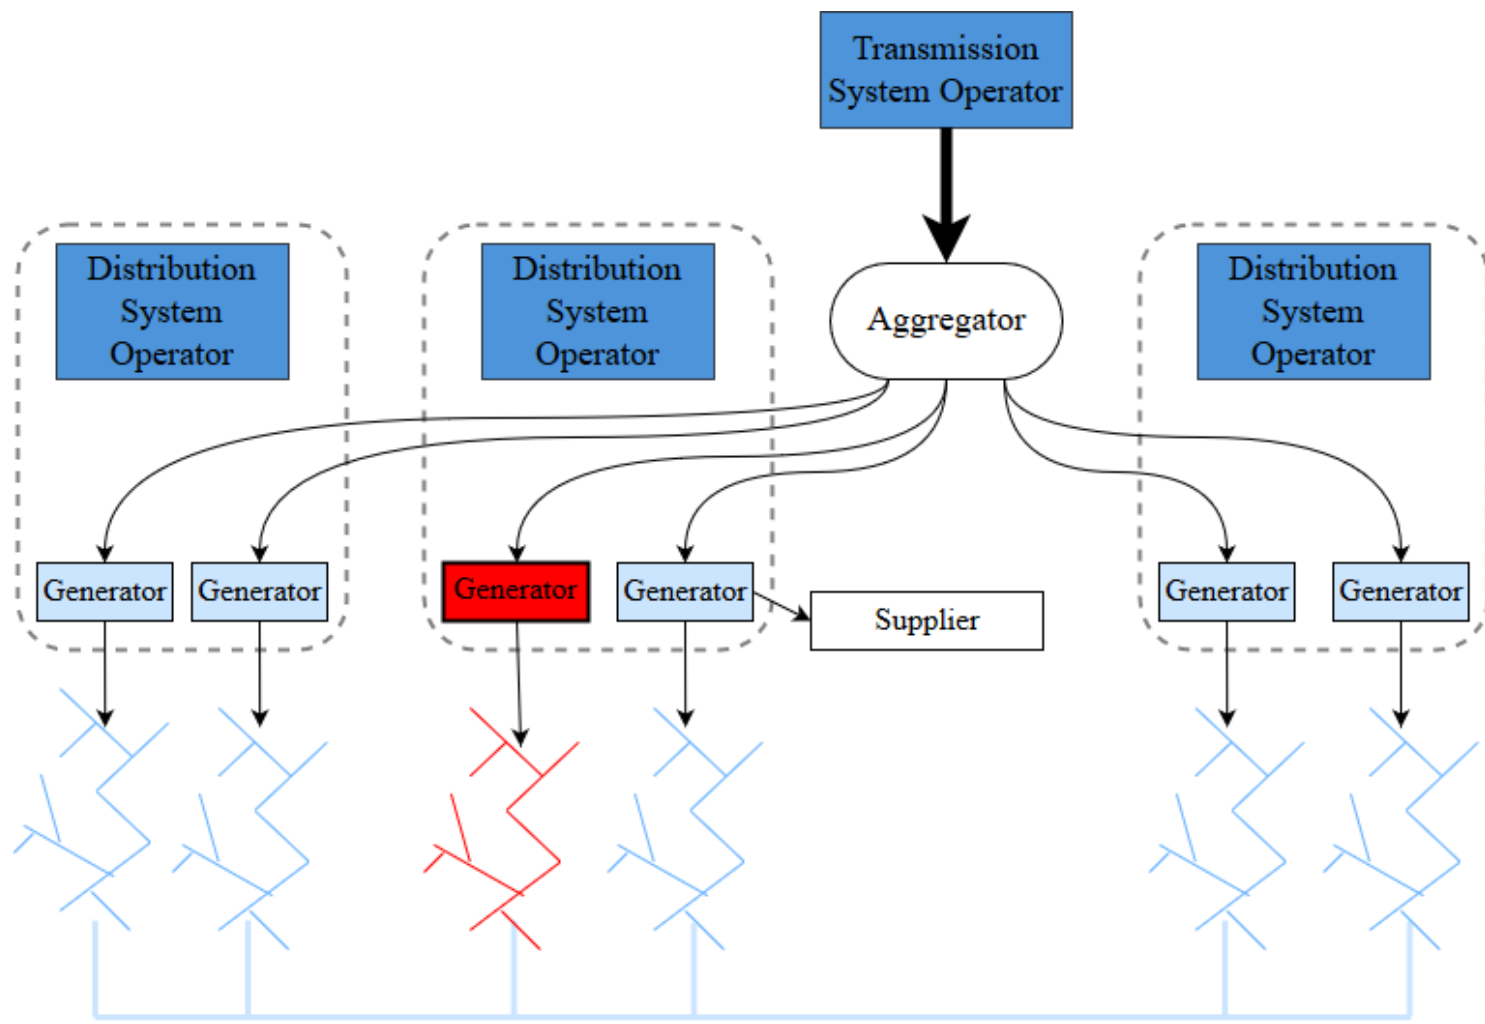 Transmission
System Operator
Distribution
System
Operator
Distribution
System
Operator
Aggregator
Distribution
System
Operator
Generator
Generator
Generator
Generator
Supplier
Generator
Generator